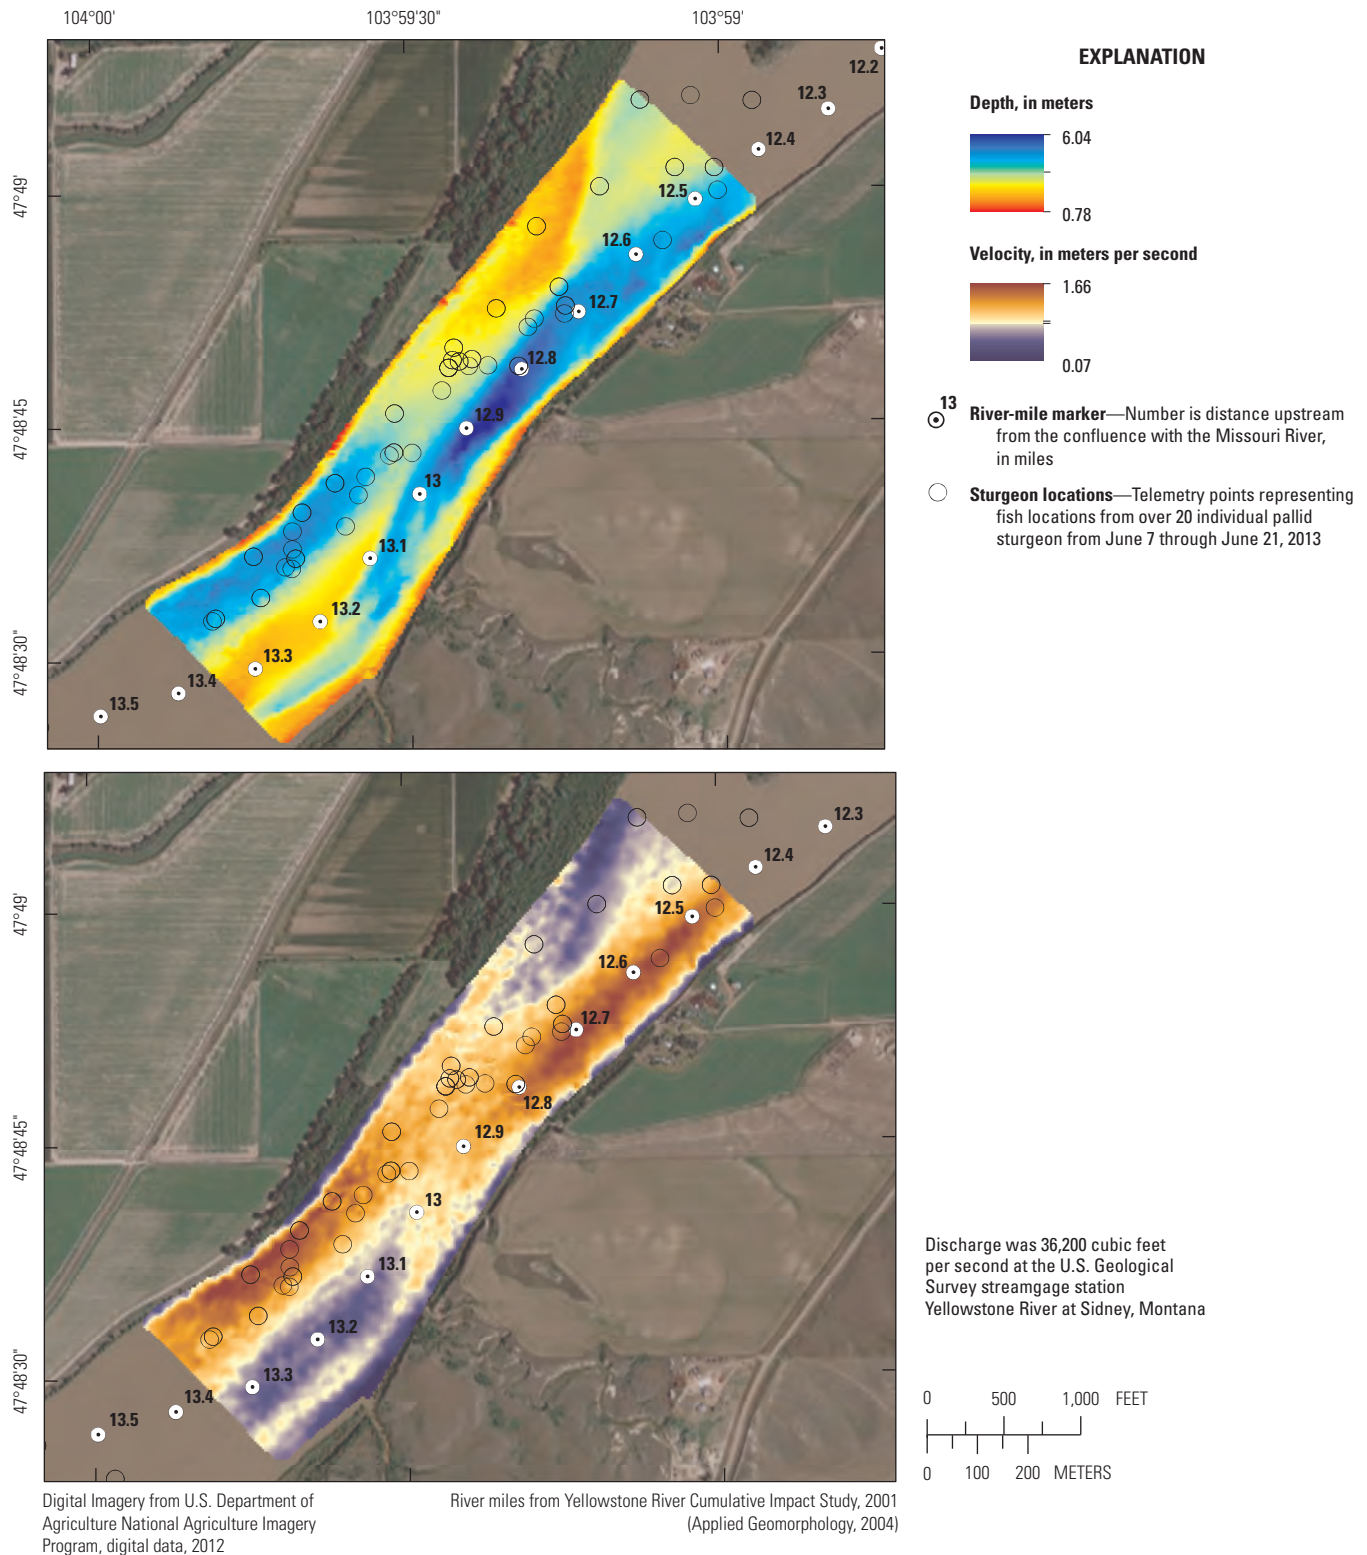 104°00'
103°59'30"
103°59'
47°49'
47°48'45"
47°48'30"
12.2
12.3
12.4
12.5
12.6
12.7
12.8
12.9
13
13.1
13.2
13.3
13.4
13.5
EXPLANATION
Depth, in meters
6.04
0.78
Velocity, in meters per second
1.66
0.07
13
River-mile marker—Number is distance upstream
from the confluence with the Missouri River,
in miles
Sturgeon locations—Telemetry points representing
fish locations from over 20 individual pallid
sturgeon from June 7 through June 21, 2013
47°49'
47°48'45"
47°48'30"
12.3
12.4
12.5
12.6
12.7
12.8
12.9
13
13.1
13.2
13.3
13.4
13.5
Discharge was 36,200 cubic feet
per second at the U.S. Geological
Survey streamgage station
Yellowstone River at Sidney, Montana
0 500 1,000 FEET
0 100 200 METERS
Digital Imagery from U.S. Department of
Agriculture National Agriculture Imagery
Program, digital data, 2012
River miles from Yellowstone River Cumulative Impact Study, 2001
(Applied Geomorphology, 2004)